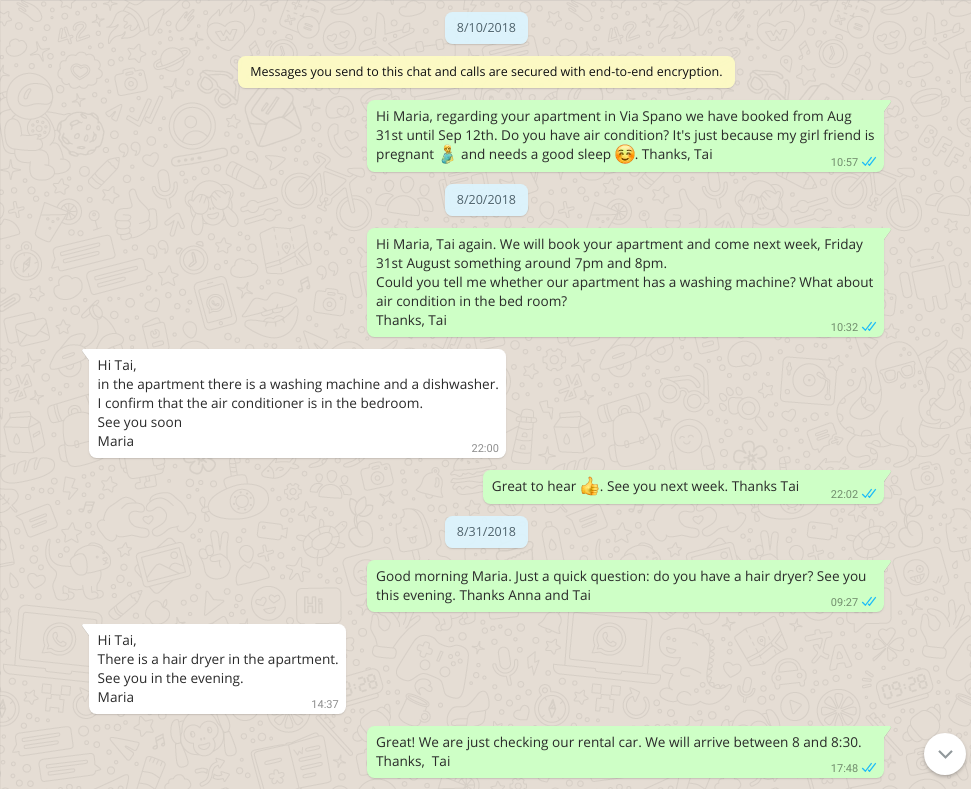 8/10/2018
Messages you send to this chat and calls are secured with end-to-end encryption.
Hi Maria, regarding your apartment in Via Spano we have booked from Aug
31st until Sep 12th. Do you have air condition? It's just because my girl friend is
pregnant 🤰 and needs a good sleep ☺️. Thanks, Tai
10:57
8/20/2018
Hi Maria, Tai again. We will book your apartment and come next week, Friday
31st August something around 7pm and 8pm.
Could you tell me whether our apartment has a washing machine? What about
air condition in the bed room?
Thanks, Tai
10:32
Hi Tai,
in the apartment there is a washing machine and a dishwasher.
I confirm that the air conditioner is in the bedroom.
See you soon
Maria
22:00
Great to hear 👍. See you next week. Thanks Tai
22:02
8/31/2018
Good morning Maria. Just a quick question: do you have a hair dryer? See you
this evening. Thanks Anna and Tai
09:27
Hi Tai,
There is a hair dryer in the apartment.
See you in the evening.
Maria
14:37
Great! We are just checking our rental car. We will arrive between 8 and 8:30.
Thanks,  Tai
17:48